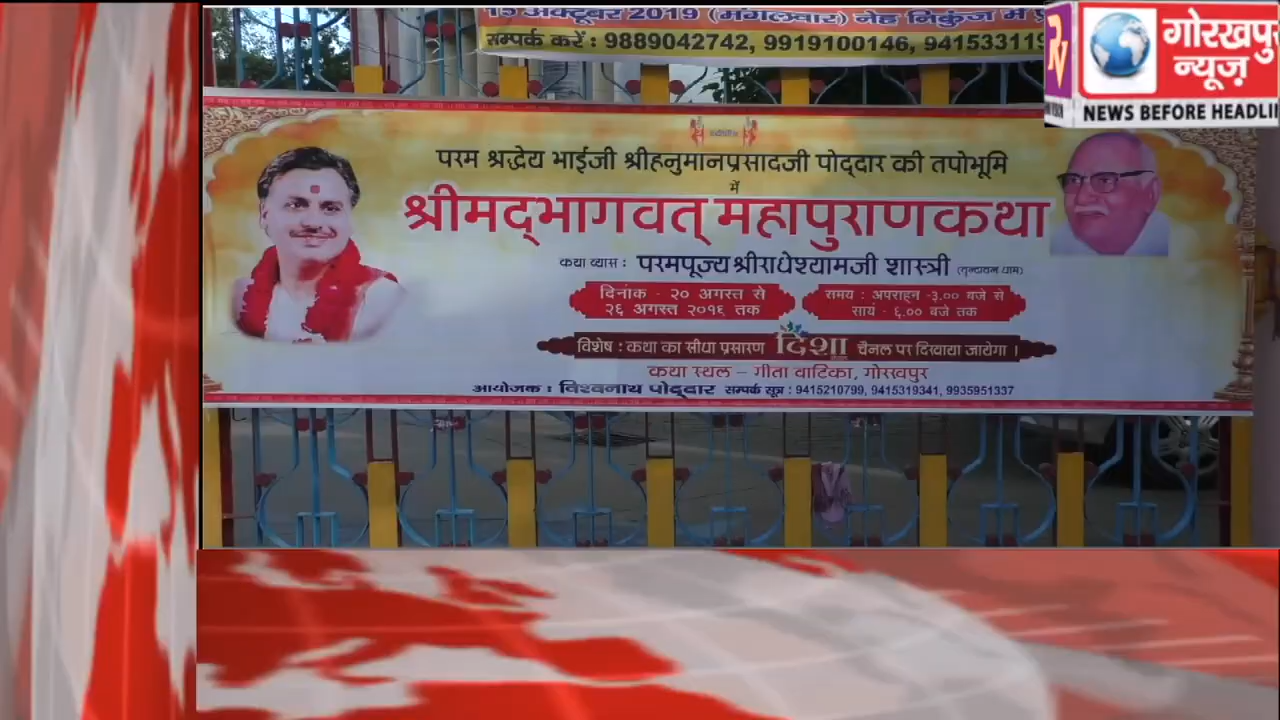 15 अक्टूबर 2019 (मंगलवार) नेह निकुंज में
सम्पर्क करें : 9889042742, 9919100146, 941533119
गोरखपुर
न्यूज़
NEWS BEFORE HEADLI
परम श्रद्धेय भाईजी श्रीहनुमानप्रसादजी पोद्दार की तपोभूमि
में
श्रीमद्भागवत् महापुराणकथा
कथा व्यास : परमपूज्य श्रीराधेश्यामजी शास्त्री (वृन्दावन धाम)
दिनांक - २० अगस्त से
२६ अगस्त २०१६ तक
समय : अपराहन -३.०० बजे से
सायं - ६.०० बजे तक
विशेष : कथा का सीधा प्रसारण दिशा चैनल पर दिखाया जायेगा ।
कथा स्थल – गीता वाटिका, गोरखपुर
आयोजक : विश्वनाथ पोद्दार सम्पर्क सूत्र : 9415210799, 9415319341, 9935951337